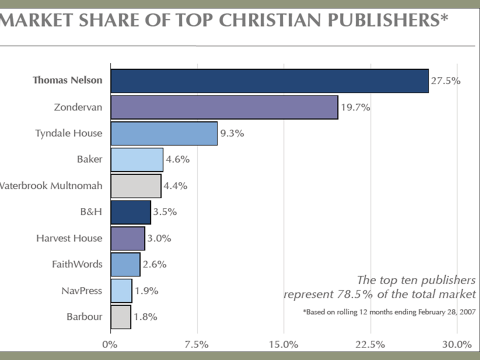 MARKET SHARE OF TOP CHRISTIAN PUBLISHERS*
Thomas Nelson 27.5%
Zondervan 19.7%
Tyndale House 9.3%
Baker 4.6%
Waterbrook Multnomah 4.4%
B&H 3.5%
Harvest House 3.0%
FaithWords 2.6%
NavPress 1.9%
Barbour 1.8%
The top ten publishers
represent 78.5% of the total market
*Based on rolling 12 months ending February 28, 2007
0% 7.5% 15.0% 22.5% 30.0%